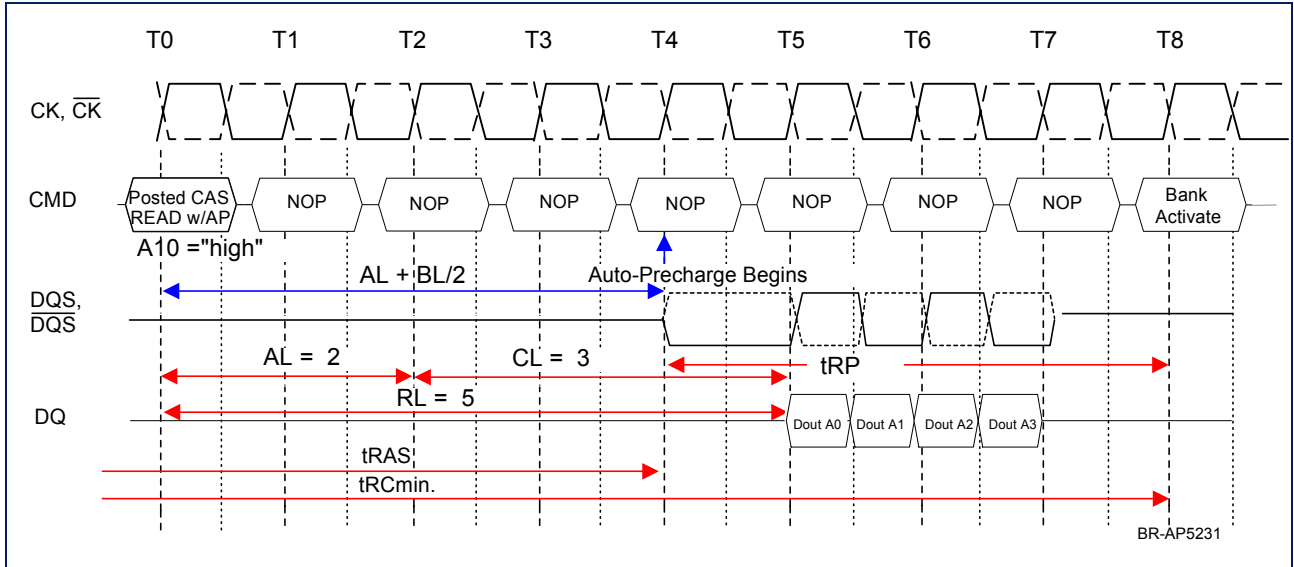 T0 T1 T2 T3 T4 T5 T6 T7 T8
CK, CK
CMD
Posted CAS
READ w/AP
NOP NOP NOP NOP NOP NOP NOP
Bank
Activate
A10 ="high"
AL + BL/2
Auto-Precharge Begins
DQS,
DQS
AL = 2
CL = 3
tRP
RL = 5
DQ
Dout A0 Dout A1 Dout A2 Dout A3
tRAS
tRCmin.
BR-AP5231